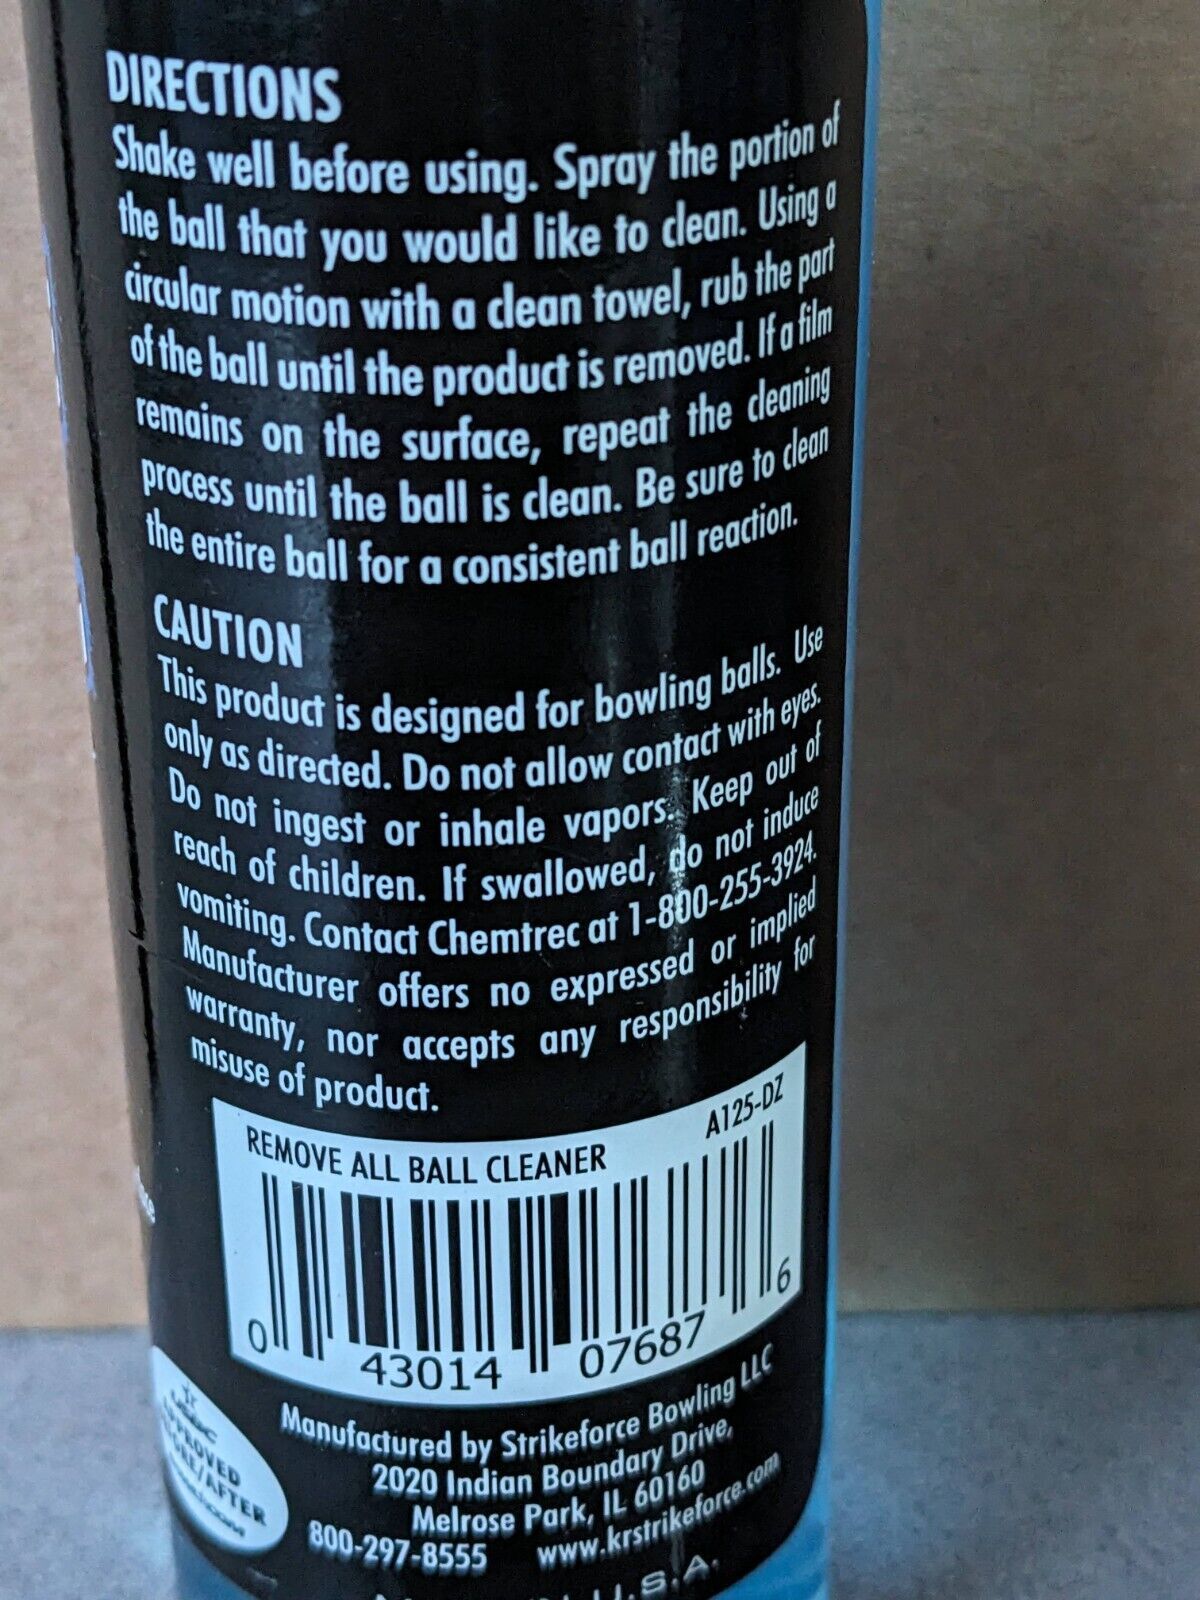 DIRECTIONS
Shake well before using. Spray the portion of
the ball that you would like to clean. Using a
circular motion with a clean towel, rub the part
of the ball until the product is removed. If a film
remains on the surface, repeat the cleaning
process until the ball is clean. Be sure to clean
the entire ball for a consistent ball reaction.
CAUTION
This product is designed for bowling balls. Use
only as directed. Do not allow contact with eyes.
Do not ingest or inhale vapors. Keep out of
reach of children. If swallowed, do not induce
vomiting. Contact Chemtrec at 1-800-255-3924.
Manufacturer offers no expressed or implied
warranty, nor accepts any responsibility for
misuse of product.
REMOVE ALL BALL CLEANER A125-DZ
0 43014 07687 6
Manufactured by Strikeforce Bowling LLC
2020 Indian Boundary Drive,
Melrose Park, IL 60160
800-297-8555 www.krstrikeforce.com
U.S.A.
APPROVED
/AFTER